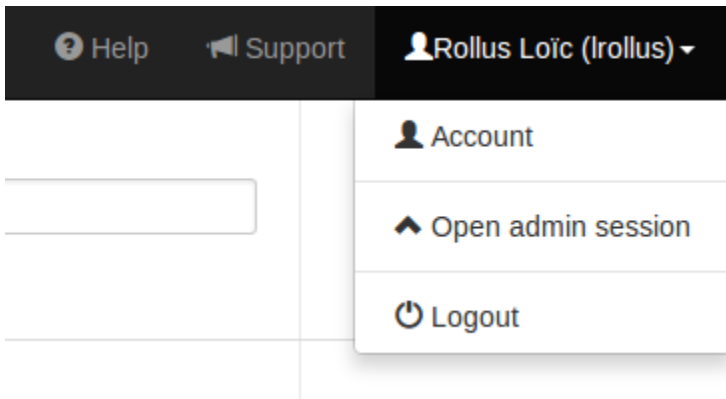 Help Support Rollus Loïc (lrollus)
Account
Open admin session
Logout